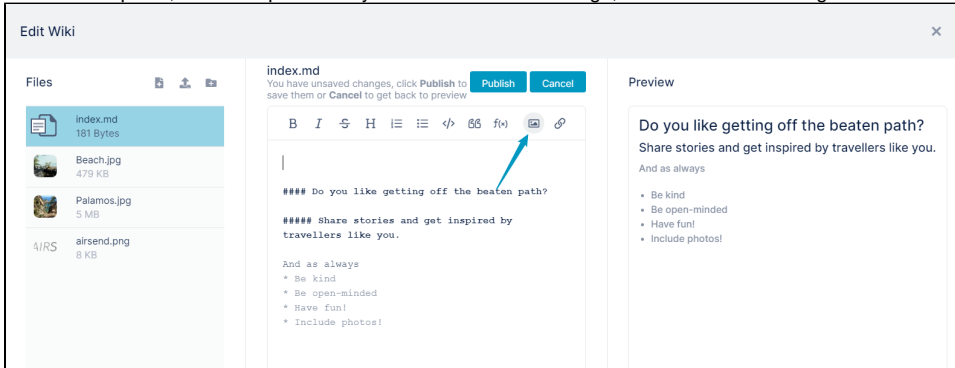 Edit Wiki
Files
index.md
181 Bytes
Beach.jpg
479 KB
Palamos.jpg
5 MB
AIRS
airsend.png
8 KB
index.md
You have unsaved changes, click Publish to
save them or Cancel to get back to preview
Publish
Cancel
B I S H </> f(x)
#### Do you like getting off the beaten path?
##### Share stories and get inspired by
travellers like you.
And as always
* Be kind
* Be open-minded
* Have fun!
* Include photos!
Preview
Do you like getting off the beaten path?
Share stories and get inspired by travellers like you.
And as always
• Be kind
• Be open-minded
• Have fun!
• Include photos!